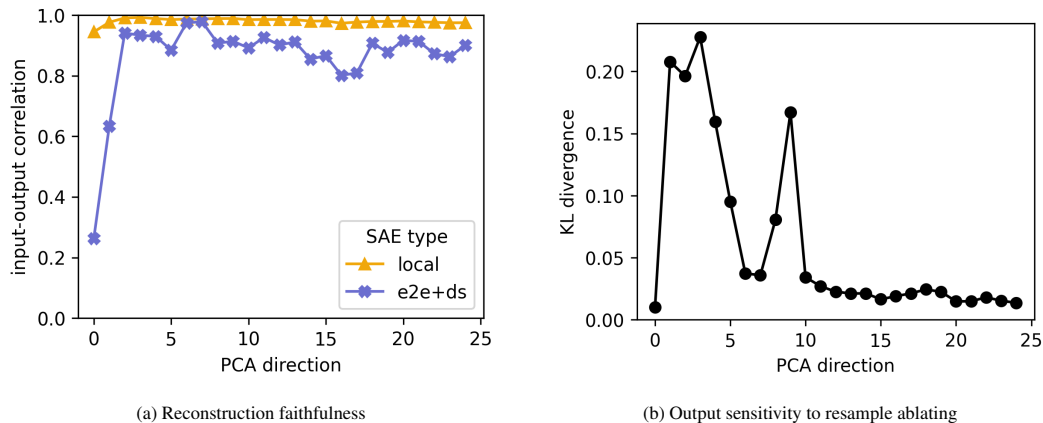 1.0
0.8
0.6
0.4
0.2
0.0
input-output correlation
SAE type
local
e2e+ds
0 5 10 15 20 25
PCA direction
(a) Reconstruction faithfulness
0.20
0.15
0.10
0.05
0.00
KL divergence
0 5 10 15 20 25
PCA direction
(b) Output sensitivity to resample ablating